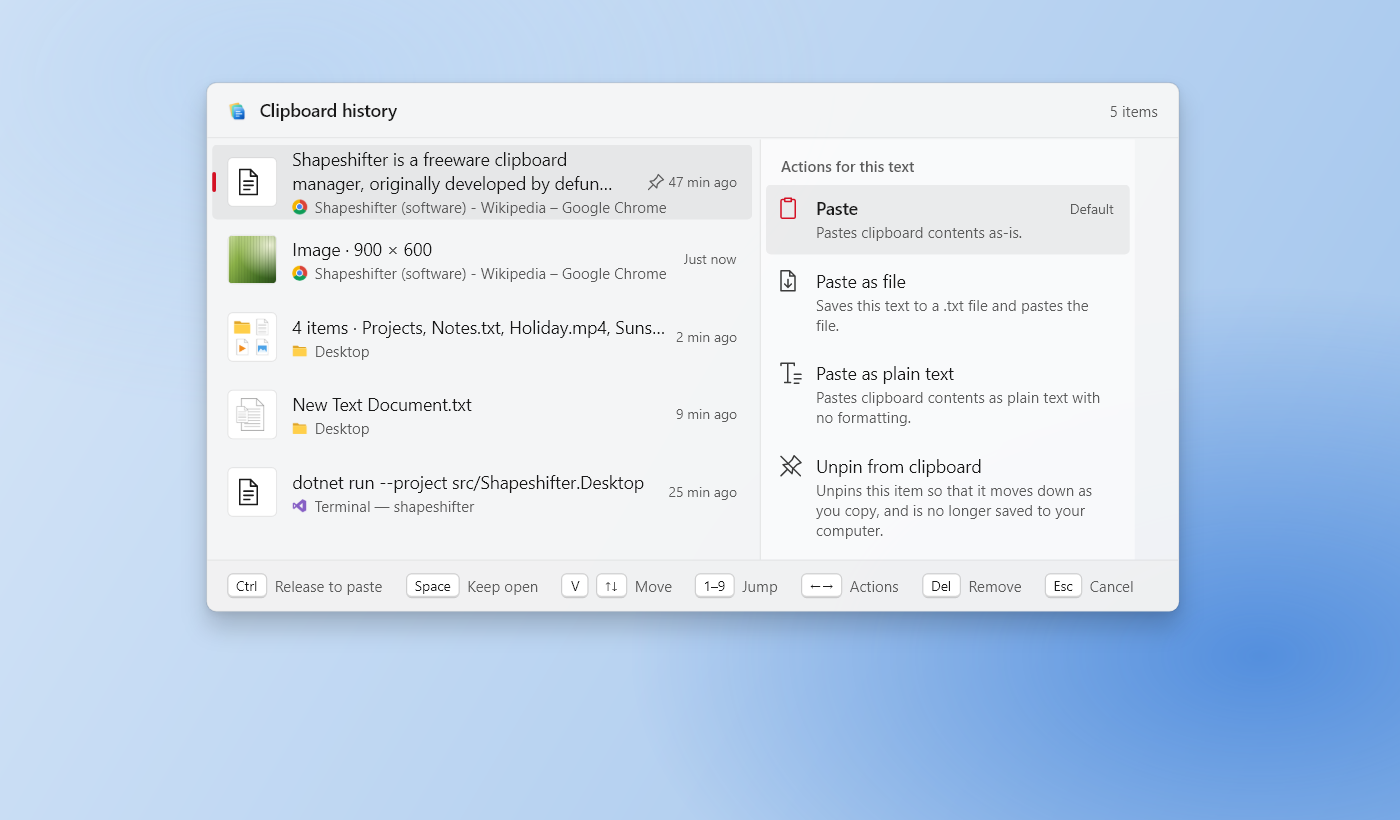 Clipboard history
5 items
Shapeshifter is a freeware clipboard
manager, originally developed by defun...
47 min ago
Shapeshifter (software) - Wikipedia – Google Chrome
Image · 900 × 600
Shapeshifter (software) - Wikipedia – Google Chrome
Just now
4 items · Projects, Notes.txt, Holiday.mp4, Suns...
Desktop
2 min ago
New Text Document.txt
Desktop
9 min ago
dotnet run --project src/Shapeshifter.Desktop
Terminal — shapeshifter
25 min ago
Actions for this text
Paste
Default
Pastes clipboard contents as-is.
Paste as file
Saves this text to a .txt file and pastes the
file.
Paste as plain text
Pastes clipboard contents as plain text with
no formatting.
Unpin from clipboard
Unpins this item so that it moves down as
you copy, and is no longer saved to your
computer.
Ctrl Release to paste Space Keep open V ↑↓ Move 1–9 Jump ←→ Actions Del Remove Esc Cancel